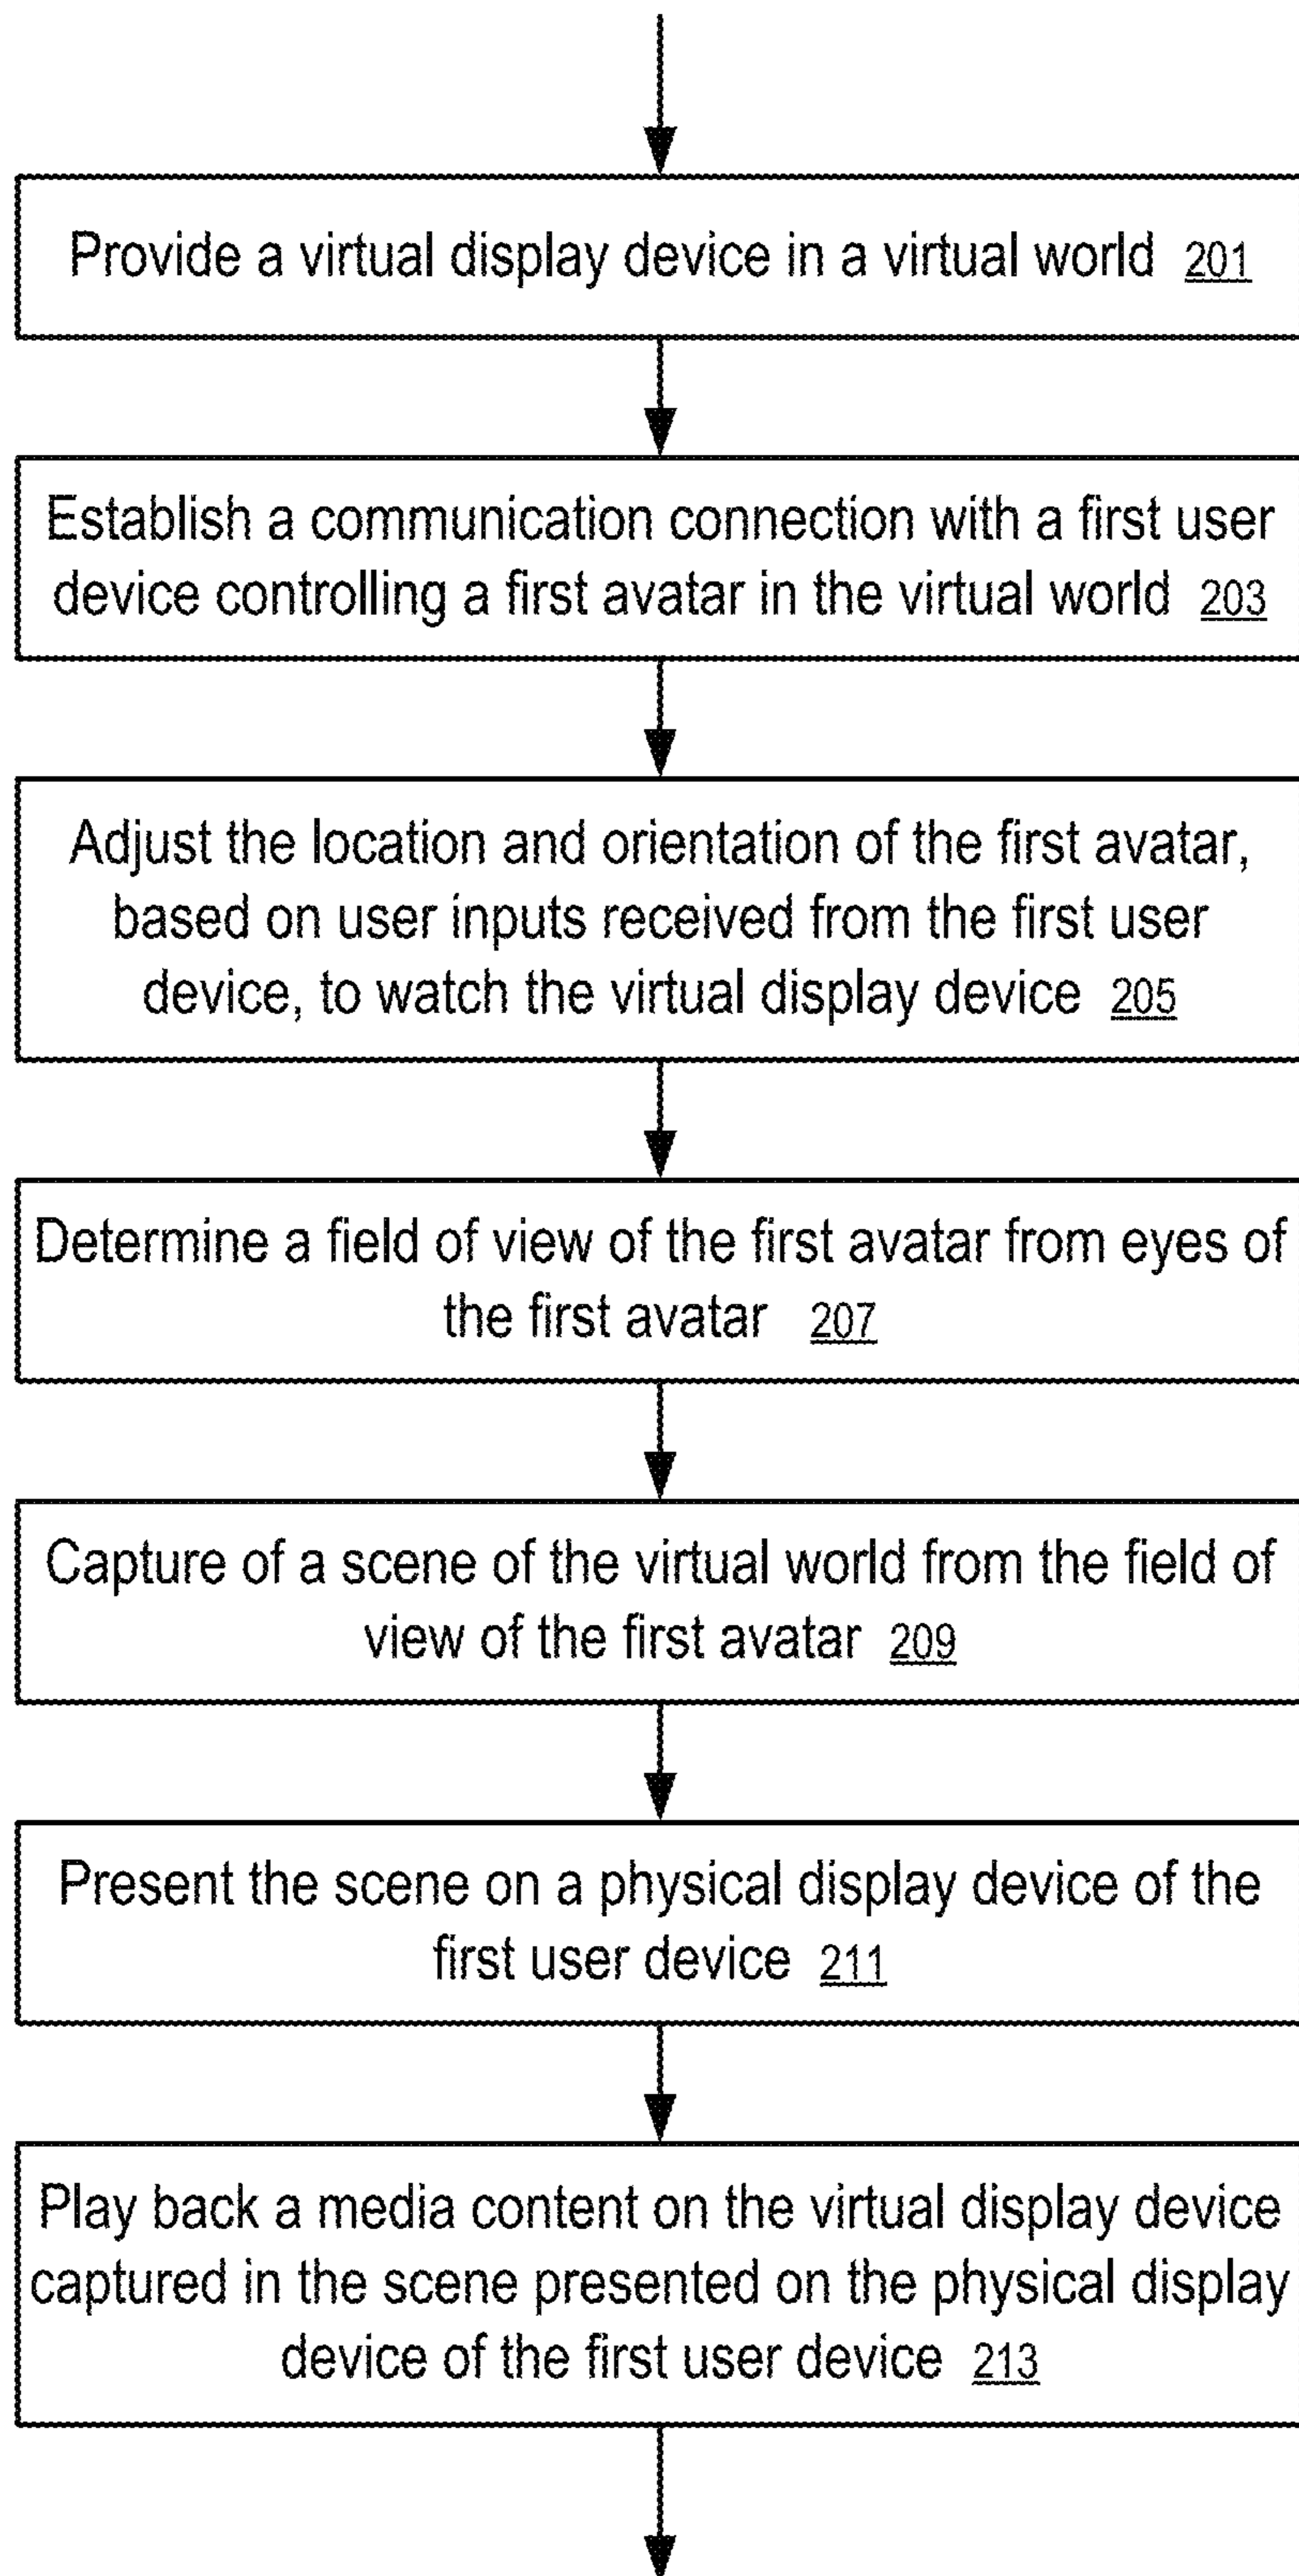 Provide a virtual display device in a virtual world 201
Establish a communication connection with a first user
device controlling a first avatar in the virtual world 203
Adjust the location and orientation of the first avatar,
based on user inputs received from the first user
device, to watch the virtual display device 205
Determine a field of view of the first avatar from eyes of
the first avatar 207
Capture of a scene of the virtual world from the field of
view of the first avatar 209
Present the scene on a physical display device of the
first user device 211
Play back a media content on the virtual display device
captured in the scene presented on the physical display
device of the first user device 213